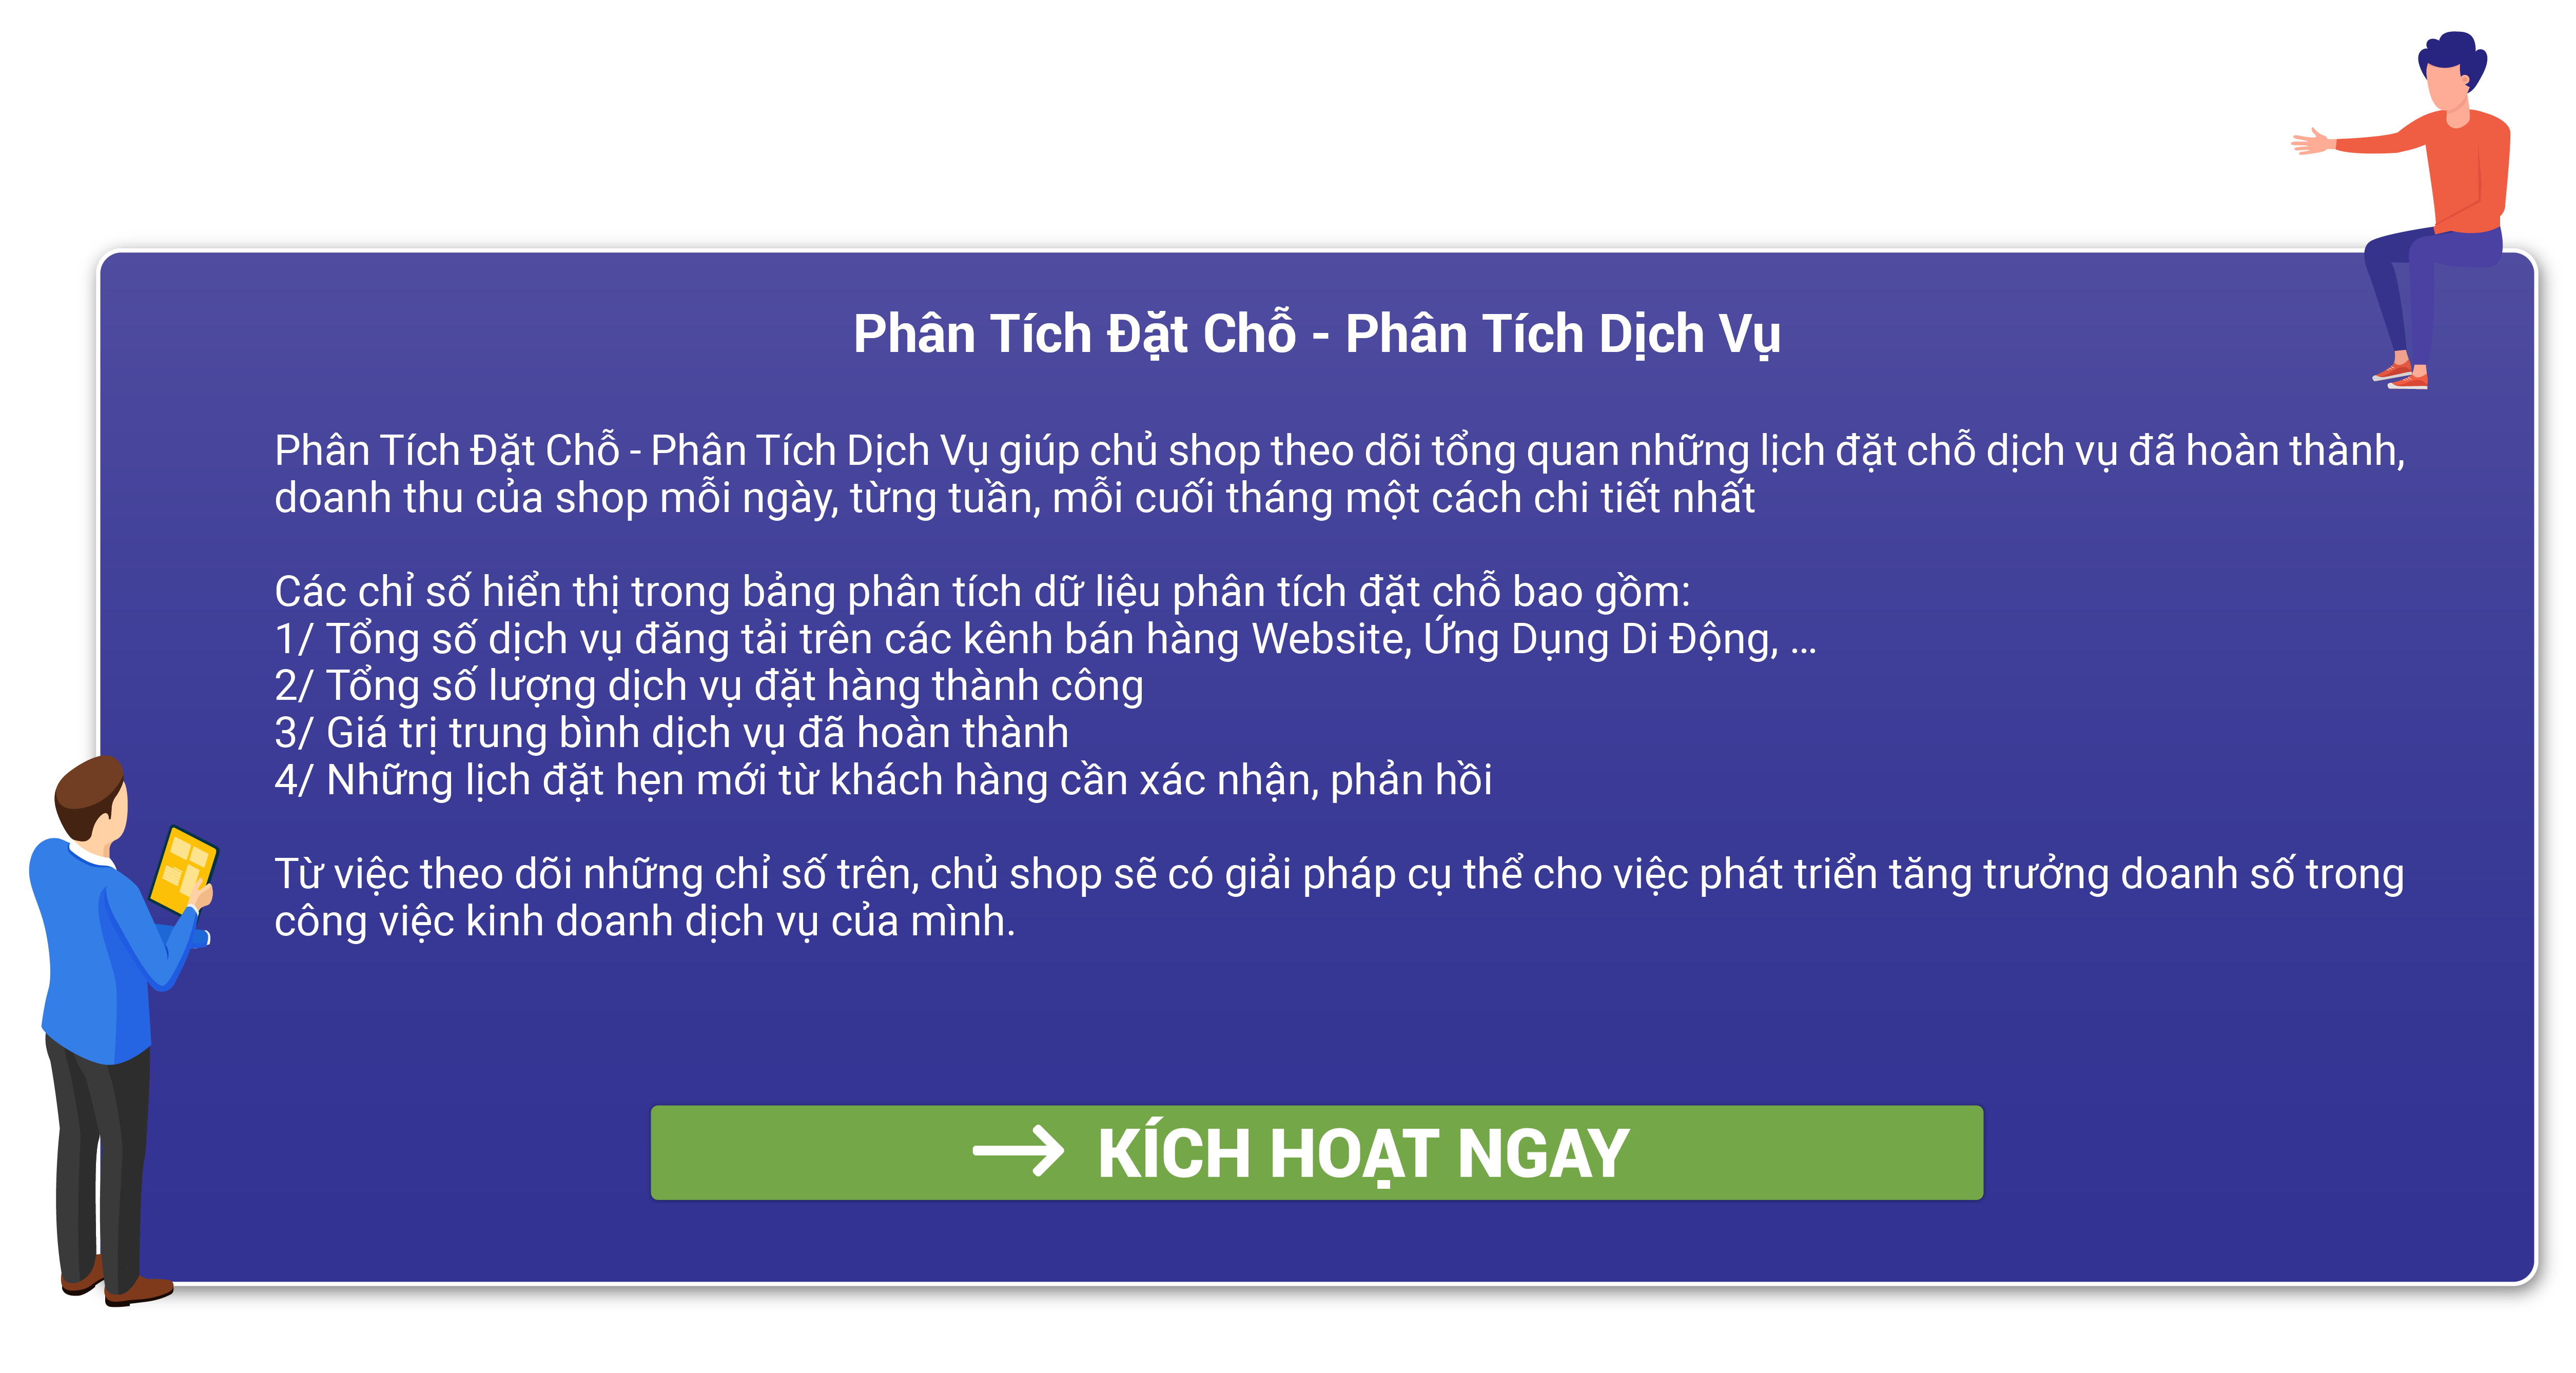 Phân Tích Đặt Chỗ - Phân Tích Dịch Vụ
Phân Tích Đặt Chỗ - Phân Tích Dịch Vụ giúp chủ shop theo dõi tổng quan những lịch đặt chỗ dịch vụ đã hoàn thành,
doanh thu của shop mỗi ngày, từng tuần, mỗi cuối tháng một cách chi tiết nhất
Các chỉ số hiển thị trong bảng phân tích dữ liệu phân tích đặt chỗ bao gồm:
1/ Tổng số dịch vụ đăng tải trên các kênh bán hàng Website, Ứng Dụng Di Động, ...
2/ Tổng số lượng dịch vụ đặt hàng thành công
3/ Giá trị trung bình dịch vụ đã hoàn thành
4/ Những lịch đặt hẹn mới từ khách hàng cần xác nhận, phản hồi
Từ việc theo dõi những chỉ số trên, chủ shop sẽ có giải pháp cụ thể cho việc phát triển tăng trưởng doanh số trong
công việc kinh doanh dịch vụ của mình.
→ KÍCH HOẠT NGAY